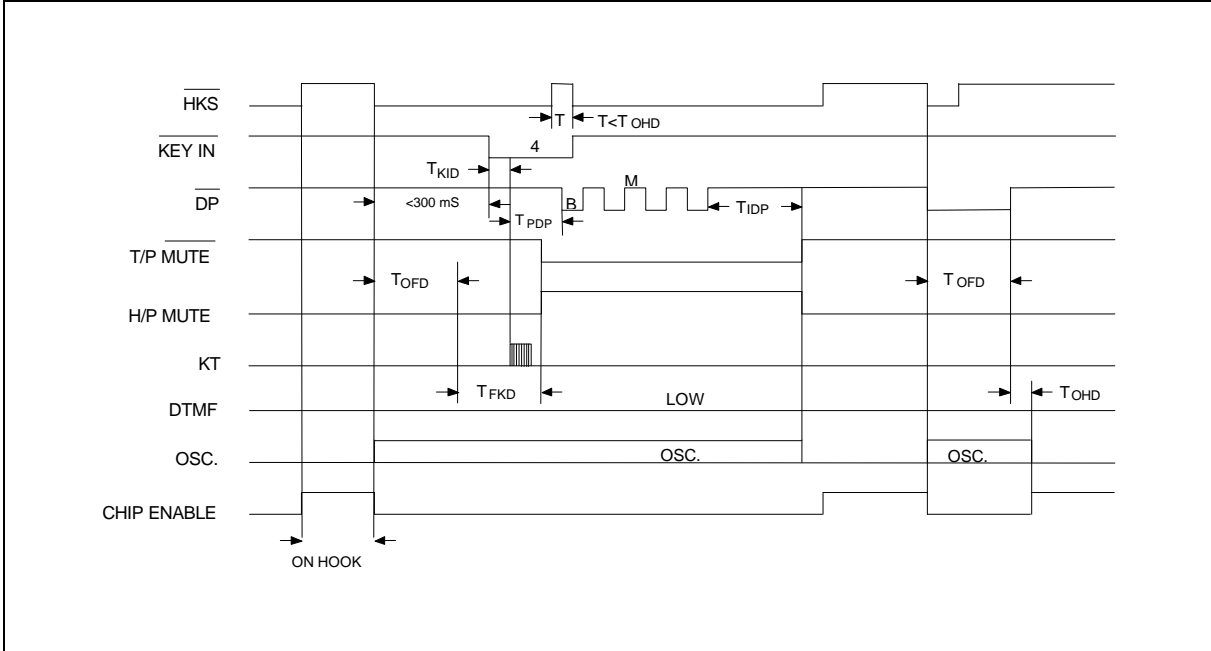 HKS
T T<T OHD
KEY IN 4
T KID
M
DP <300 mS B T IDP
T PDP
T/P MUTE
T OFD T OFD
H/P MUTE
KT
T FKD LOW T OHD
DTMF
OSC. OSC. OSC.
CHIP ENABLE
ON HOOK